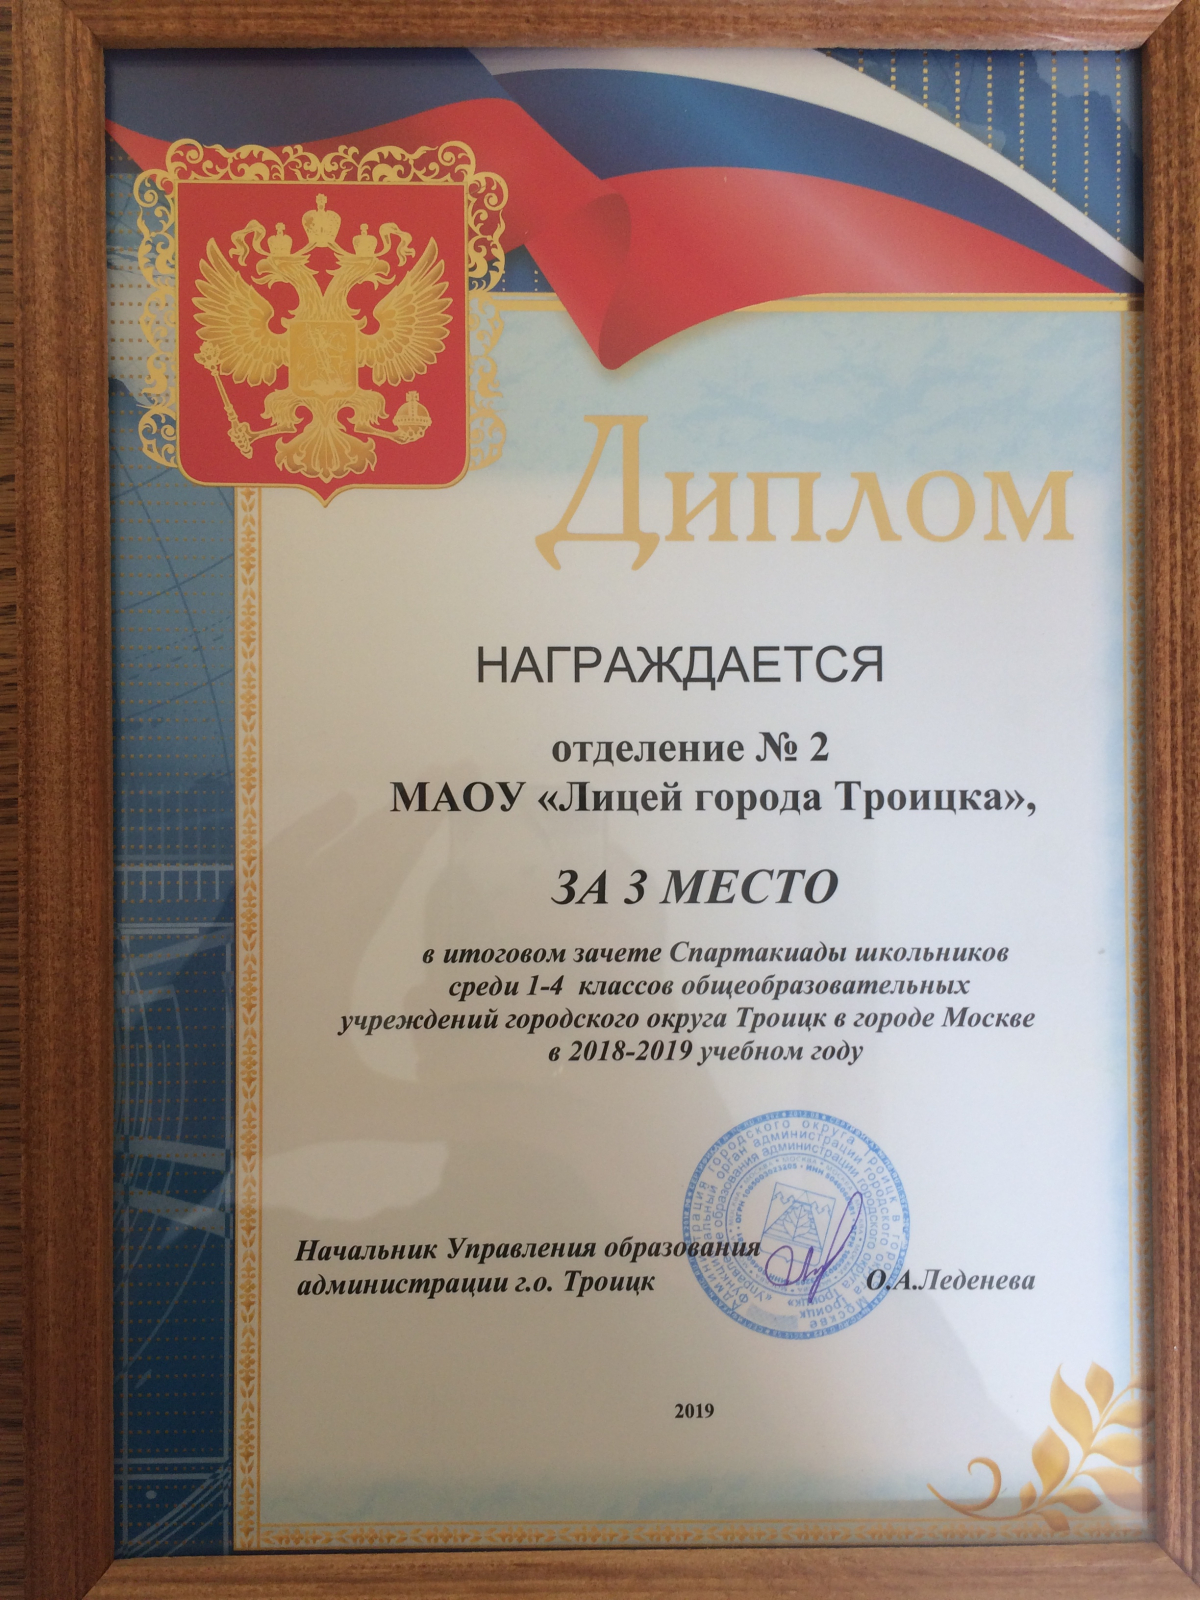 Диплом
НАГРАЖДАЕТСЯ
отделение № 2
МАОУ «Лицей города Троицка»,
ЗА 3 МЕСТО
в итоговом зачете Спартакиады школьников
среди 1-4 классов общеобразовательных
учреждений городского округа Троицк в городе Москве
в 2018-2019 учебном году
Начальник Управления образования
администрации г.о. Троицк
О.А.Леденева
2019